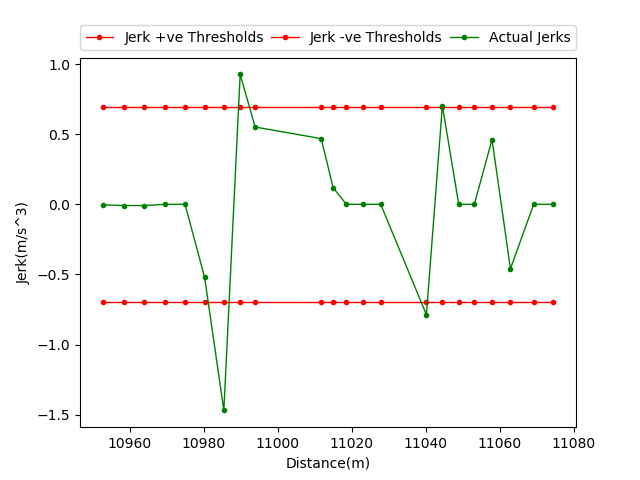 Jerk +ve Thresholds Jerk -ve Thresholds Actual Jerks
1.0
0.5
0.0
−0.5
−1.0
−1.5
Jerk(m/s^3)
10960 10980 11000 11020 11040 11060 11080
Distance(m)